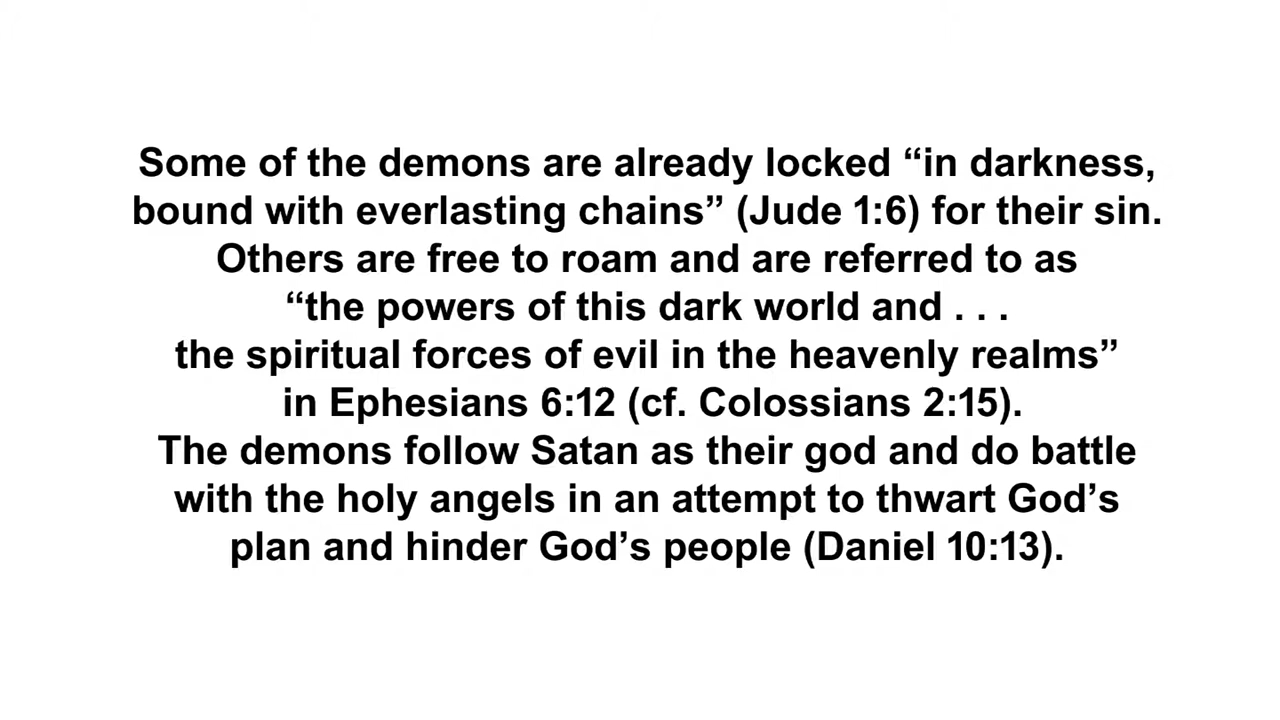 Some of the demons are already locked “in darkness,
bound with everlasting chains” (Jude 1:6) for their sin.
Others are free to roam and are referred to as
“the powers of this dark world and . . .
the spiritual forces of evil in the heavenly realms”
in Ephesians 6:12 (cf. Colossians 2:15).
The demons follow Satan as their god and do battle
with the holy angels in an attempt to thwart God’s
plan and hinder God’s people (Daniel 10:13).